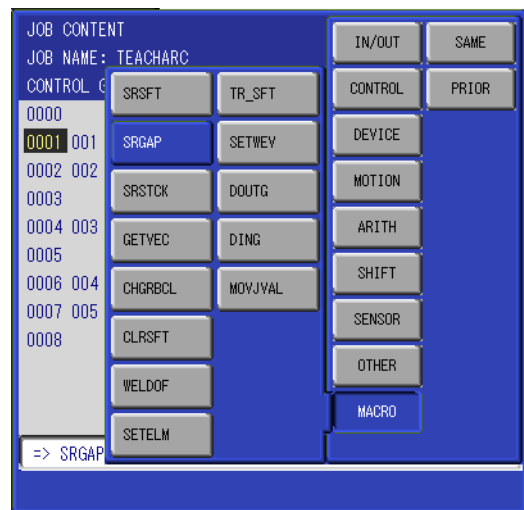 JOB CONTENT
JOB NAME: TEACHARC
CONTROL G
0000
0001 001
0002 002
0003
0004 003
0005
0006 004
0007 005
0008
=> SRGAP
SRSFT
TR_SFT
SRGAP
SETWEV
SRSTCK
DOUTG
GETVEC
DING
CHGRBCL
MOVJVAL
CLRSFT
WELDOF
SETELM
IN/OUT
SAME
CONTROL
PRIOR
DEVICE
MOTION
ARITH
SHIFT
SENSOR
OTHER
MACRO